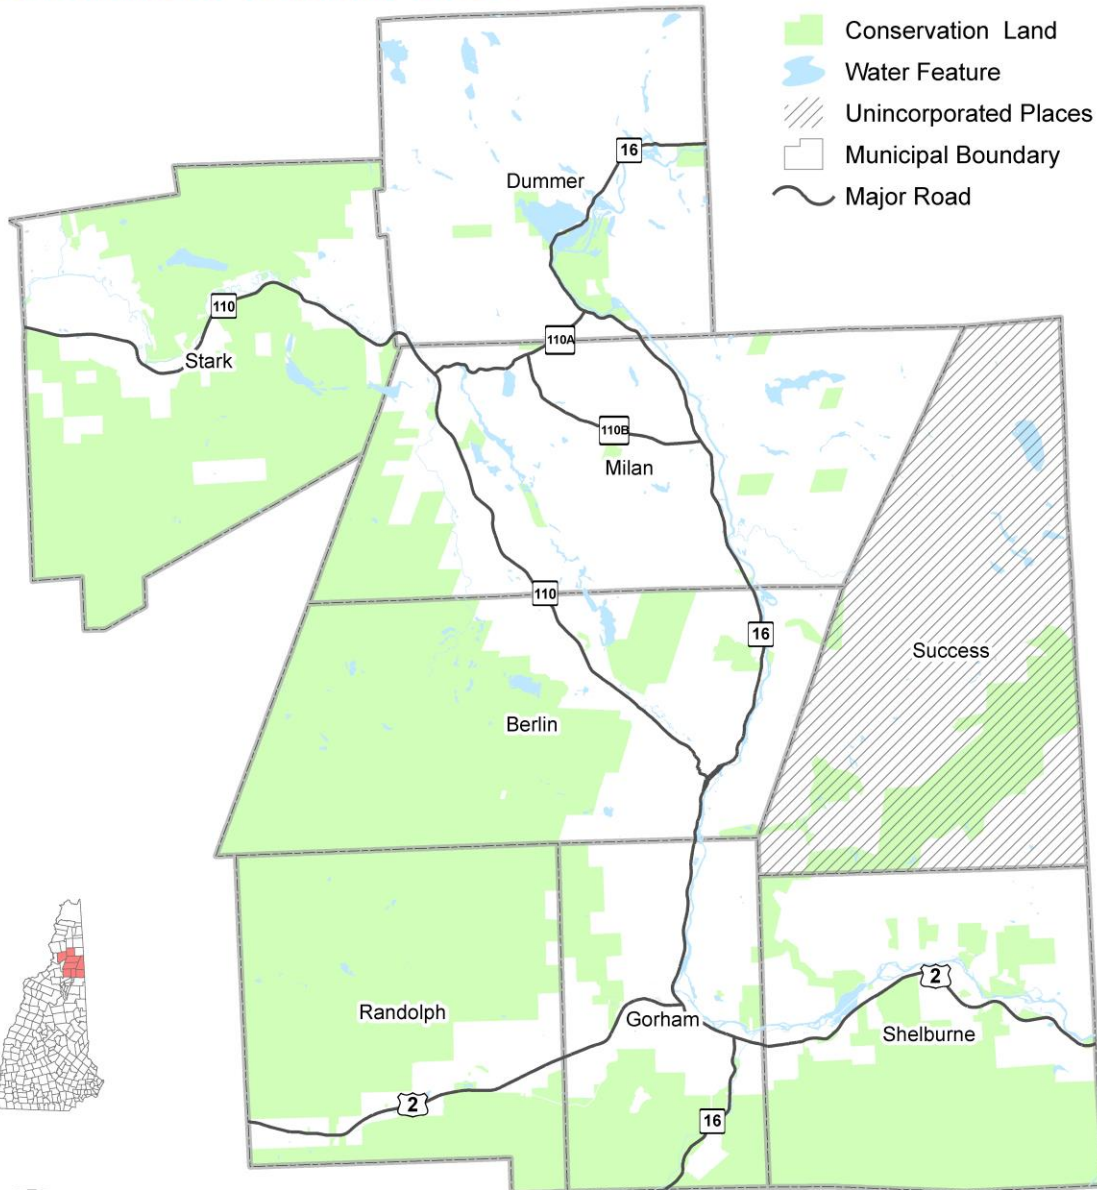 Conservation  Land
Water Feature
Unincorporated Places
Municipal Boundary
Major Road
16
Dummer
110
110A
Stark
110B
Milan
110
16
Success
Berlin
2
Randolph
Gorham
Shelburne
2
16